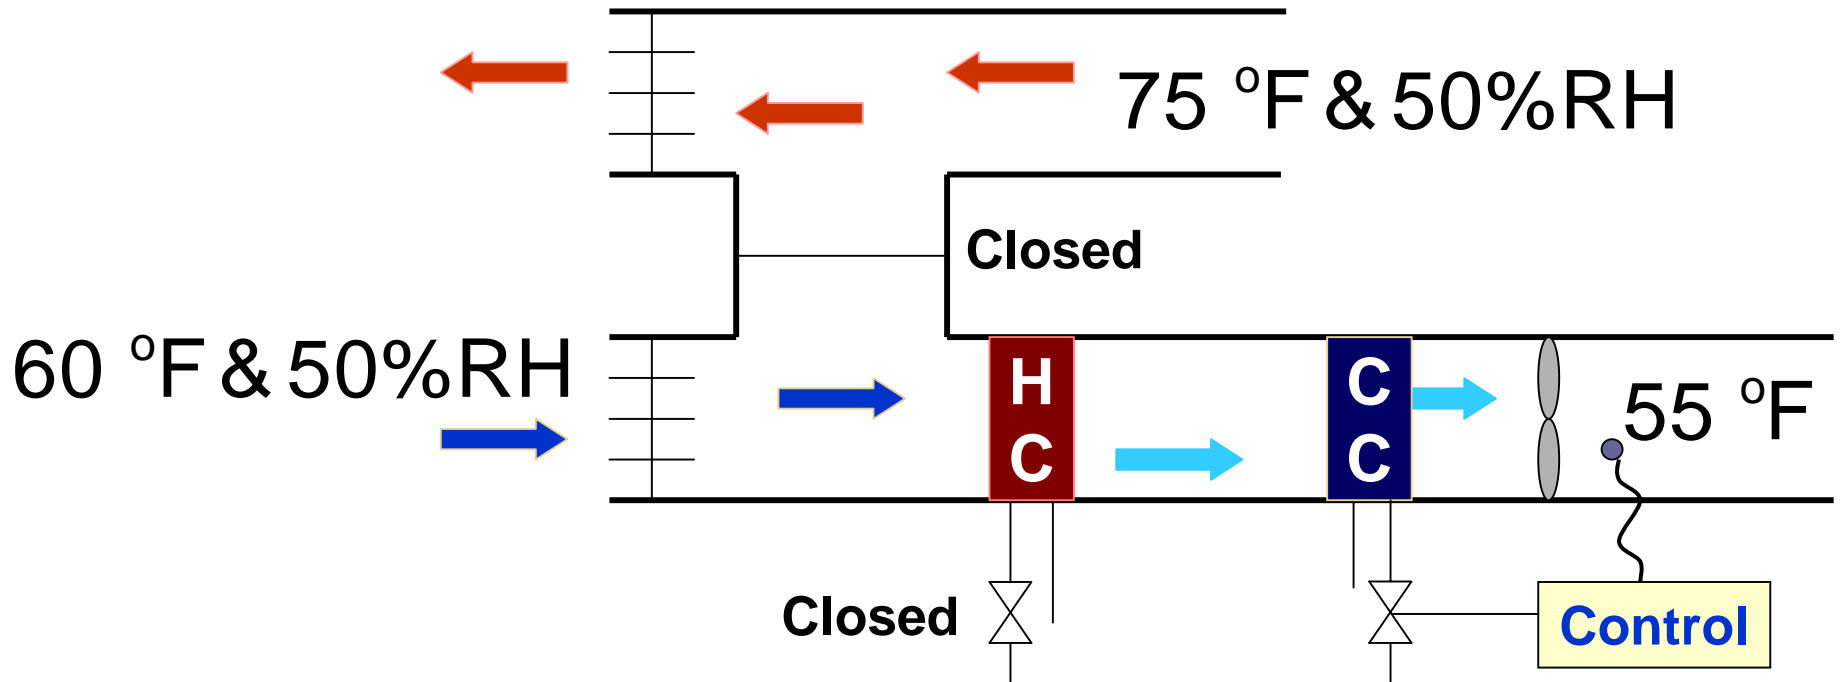 75 °F & 50%RH
Closed
60 °F & 50%RH
H
C
C
C
55 °F
Closed
Control